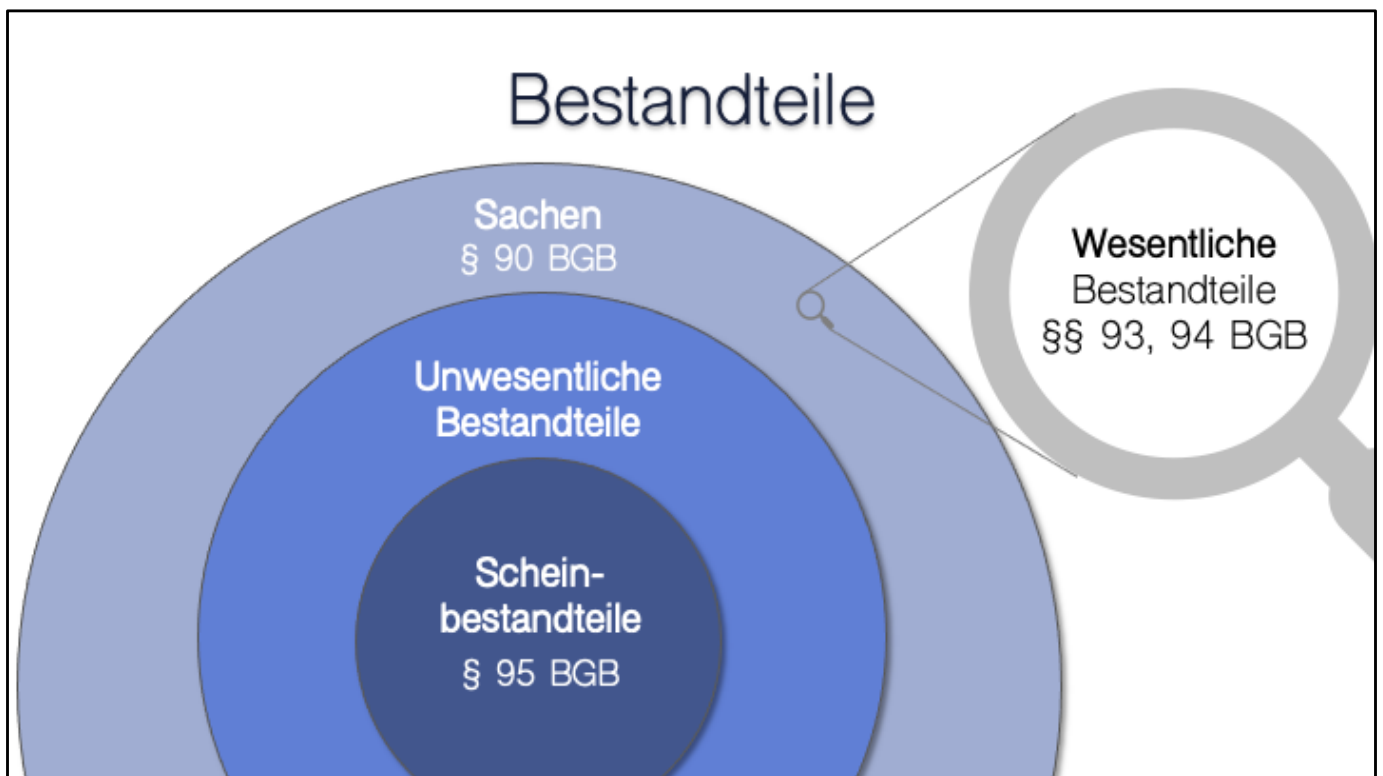 Bestandteile
Sachen
§ 90 BGB
Unwesentliche
Bestandteile
Schein-
bestandteile
§ 95 BGB
Wesentliche
Bestandteile
§§ 93, 94 BGB